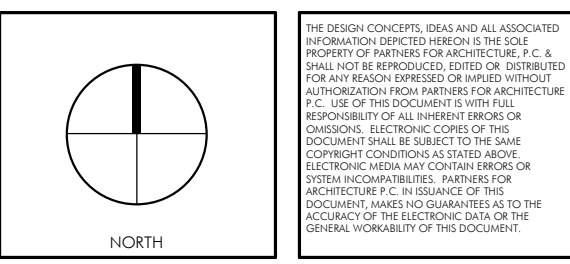 NORTH
THE DESIGN CONCEPTS, IDEAS AND ALL ASSOCIATED
INFORMATION DEPICTED HEREON IS THE SOLE
PROPERTY OF PARTNERS FOR ARCHITECTURE, P.C. &
SHALL NOT BE REPRODUCED, EDITED OR DISTRIBUTED
FOR ANY REASON EXPRESSED OR IMPLIED WITHOUT
AUTHORIZATION FROM PARTNERS FOR ARCHITECTURE
P.C. USE OF THIS DOCUMENT IS WITH FULL
RESPONSIBILITY OF ALL INHERENT ERRORS OR
OMISSIONS. ELECTRONIC COPIES OF THIS
DOCUMENT SHALL BE SUBJECT TO THE SAME
COPYRIGHT CONDITIONS AS STATED ABOVE.
ELECTRONIC MEDIA MAY CONTAIN ERRORS OR
SYSTEM INCOMPATIBILITIES. PARTNERS FOR
ARCHITECTURE P.C. IN ISSUANCE OF THIS
DOCUMENT, MAKES NO GUARANTEES AS TO THE
ACCURACY OF THE ELECTRONIC DATA OR THE
GENERAL WORKABILITY OF THIS DOCUMENT.